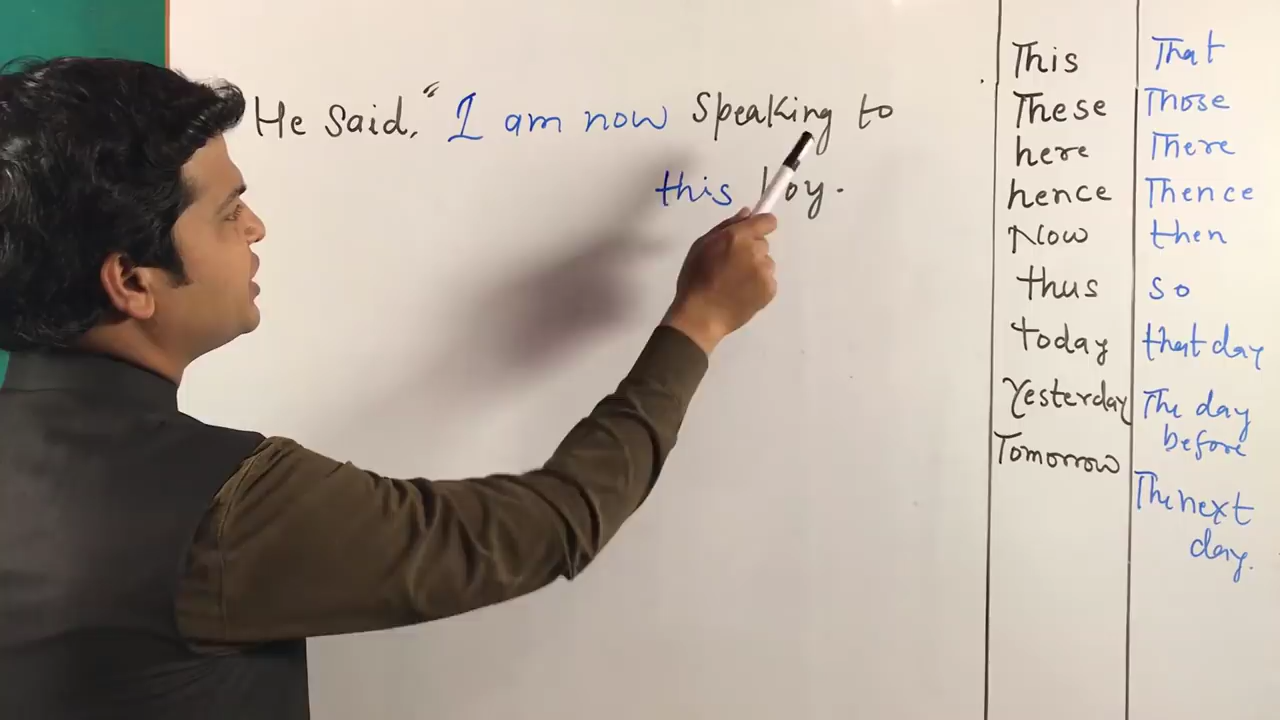 He said, “ I am now Speaking to
this boy.
This That
These Those
here There
hence Thence
Now then
thus so
today that day
Yesterday The day
before
Tomorrow
The next
day.